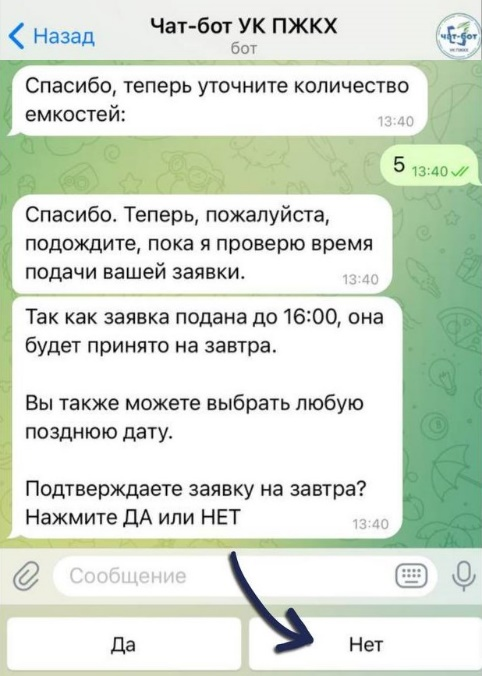 Назад
Чат-бот УК ПЖКХ
бот
чат-бот
Спасибо, теперь уточните количество
емкостей:
13:40
5 13:40
Спасибо. Теперь, пожалуйста,
подождите, пока я проверю время
подачи вашей заявки.
13:40
Так как заявка подана до 16:00, она
будет принято на завтра.
Вы также можете выбрать любую
позднюю дату.
Подтверждаете заявку на завтра?
Нажмите ДА или НЕТ
13:40
Сообщение
Да
Нет